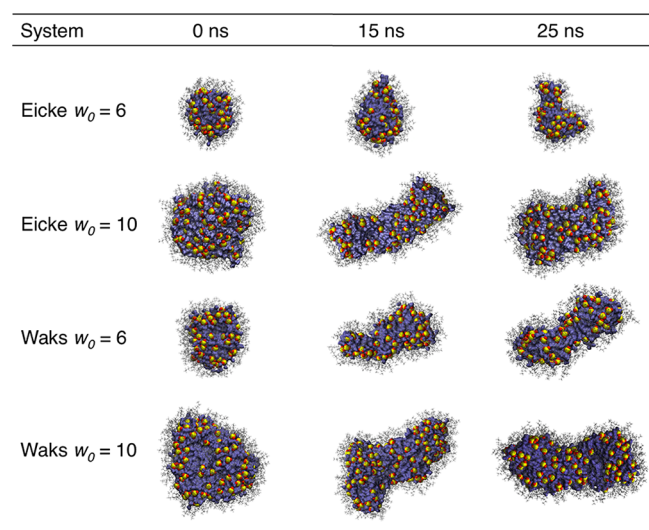 System 0 ns 15 ns 25 ns
Eicke w₀ = 6
Eicke w₀ = 10
Waks w₀ = 6
Waks w₀ = 10